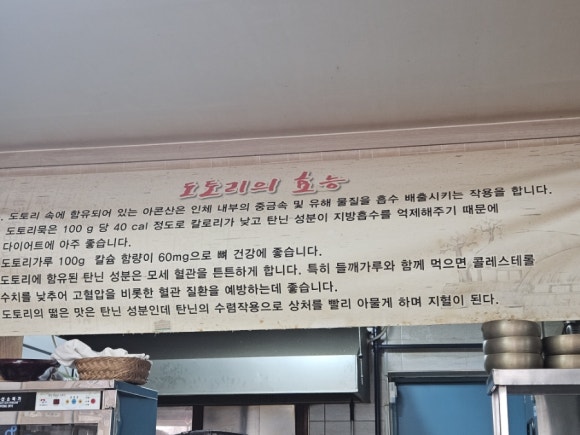 도토리의 효능
. 도토리 속에 함유되어 있는 아콘산은 인체 내부의 중금속 및 유해 물질을 흡수 배출시키는 작용을 합니다.
도토리묵은 100 g 당 40 cal 정도로 칼로리가 낮고 탄닌 성분이 지방흡수를 억제해주기 때문에
다이어트에 아주 좋습니다.
도토리가루 100g 칼슘 함량이 60mg으로 뼈 건강에 좋습니다.
도토리에 함유된 탄닌 성분은 모세 혈관을 튼튼하게 합니다. 특히 들깨가루와 함께 먹으면 콜레스테롤
수치를 낮추어 고혈압을 비롯한 혈관 질환을 예방하는데 좋습니다.
도토리의 떫은 맛은 탄닌 성분인데 탄닌의 수렴작용으로 상처를 빨리 아물게 하며 지혈이 된다.